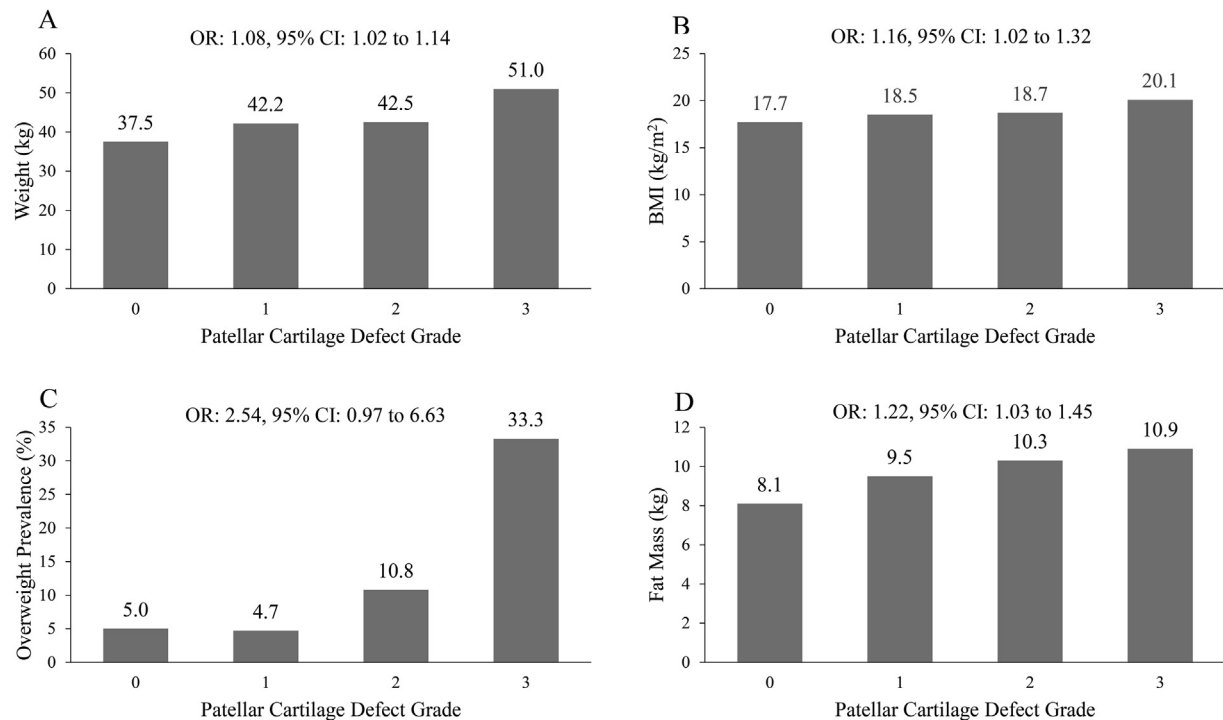 A
OR: 1.08, 95% CI: 1.02 to 1.14
Weight (kg)
60
50
40
30
20
10
0
37.5
42.2
42.5
51.0
0 1 2 3
Patellar Cartilage Defect Grade
B
OR: 1.16, 95% CI: 1.02 to 1.32
BMI (kg/m²)
25
20
15
10
5
0
17.7
18.5
18.7
20.1
0 1 2 3
Patellar Cartilage Defect Grade
C
OR: 2.54, 95% CI: 0.97 to 6.63
Overweight Prevalence (%)
35
30
25
20
15
10
5
0
5.0
4.7
10.8
33.3
0 1 2 3
Patellar Cartilage Defect Grade
D
OR: 1.22, 95% CI: 1.03 to 1.45
Fat Mass (kg)
12
10
8
6
4
2
0
8.1
9.5
10.3
10.9
0 1 2 3
Patellar Cartilage Defect Grade